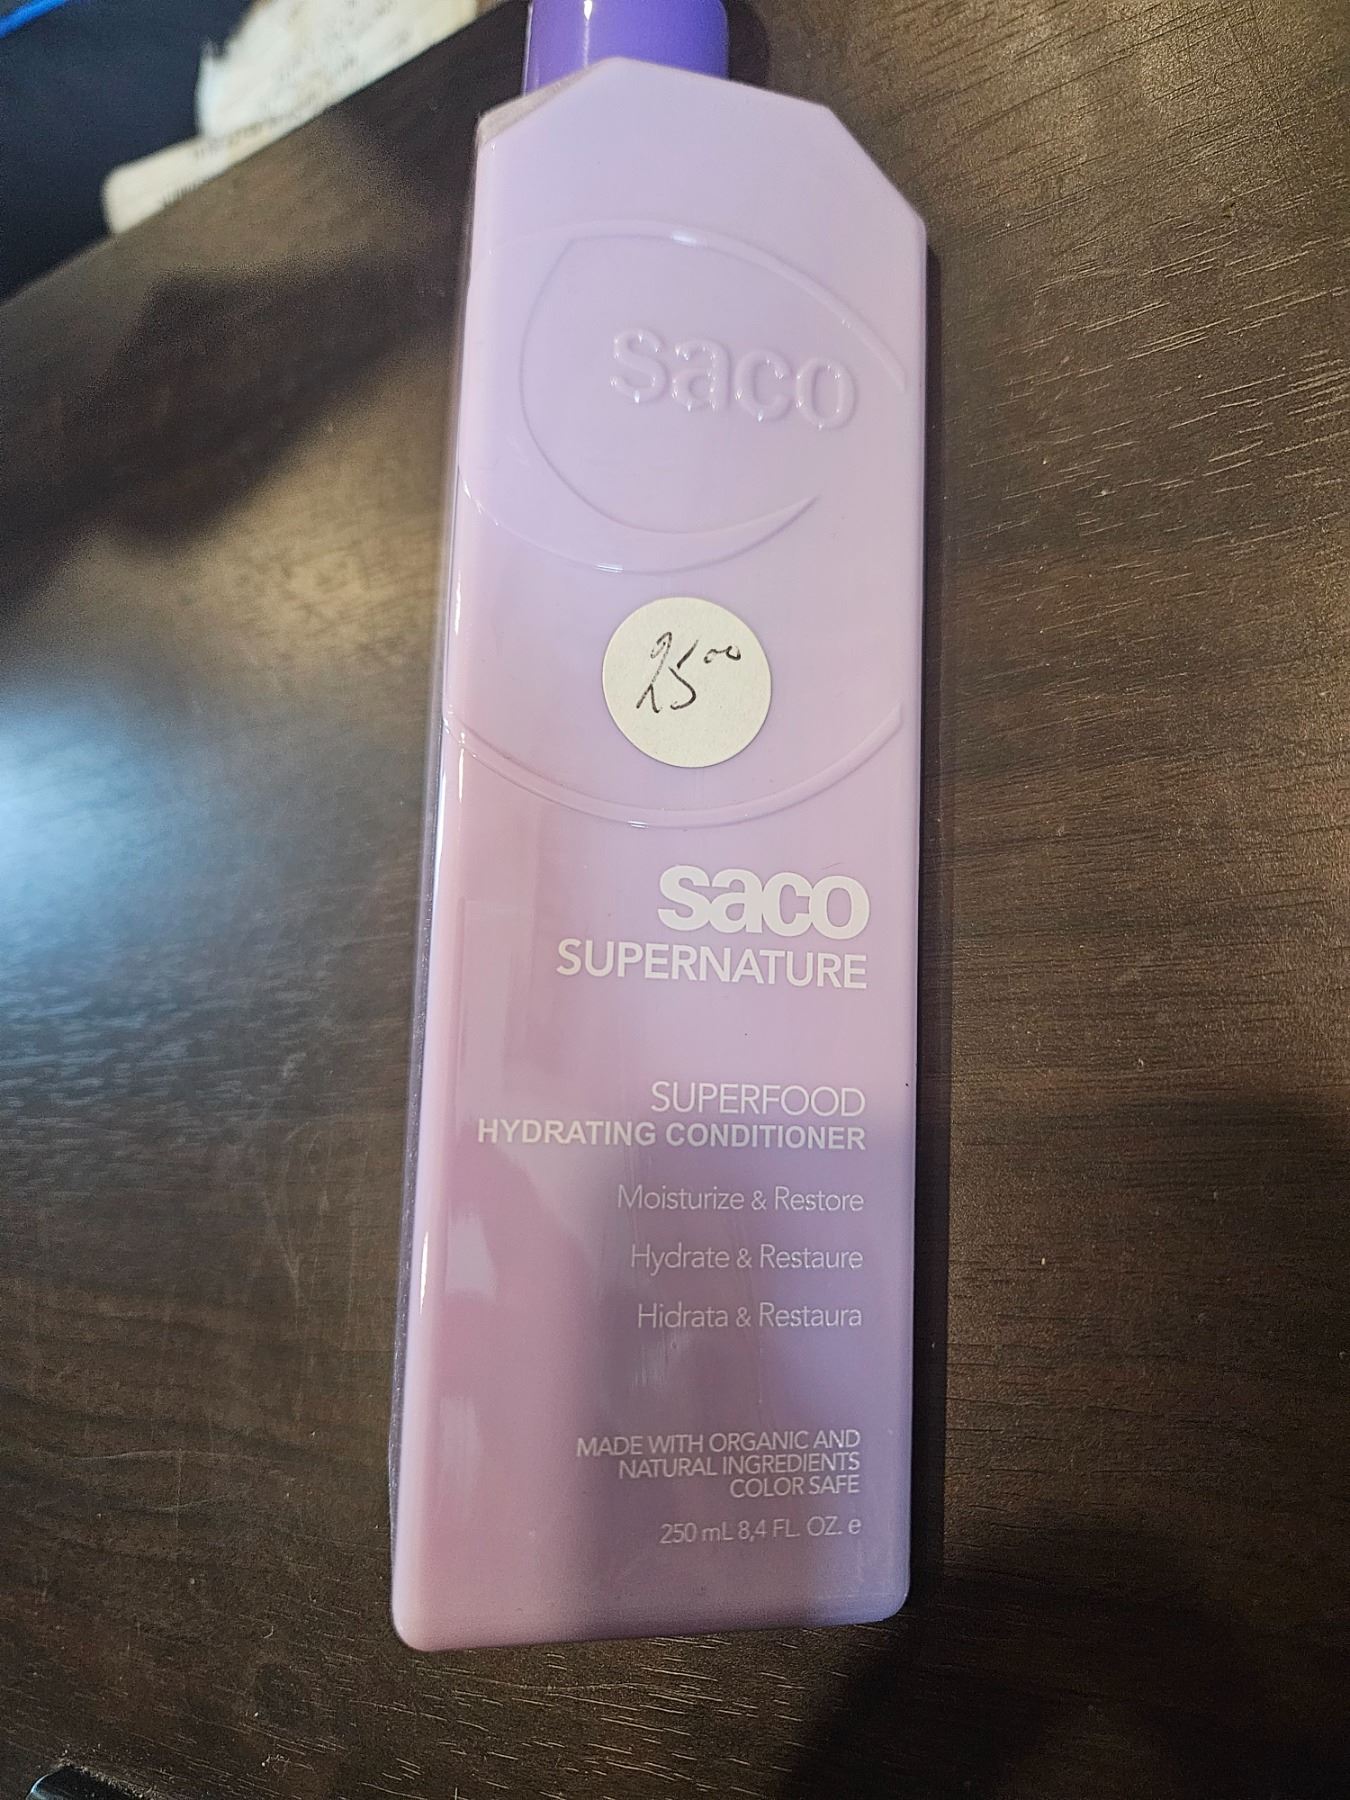 saco
25⁰⁰
saco
SUPERNATURE
SUPERFOOD
HYDRATING CONDITIONER
Moisturize & Restore
Hydrate & Restaure
Hidrata & Restaura
MADE WITH ORGANIC AND
NATURAL INGREDIENTS
COLOR SAFE
250 mL 8,4 FL. OZ. e